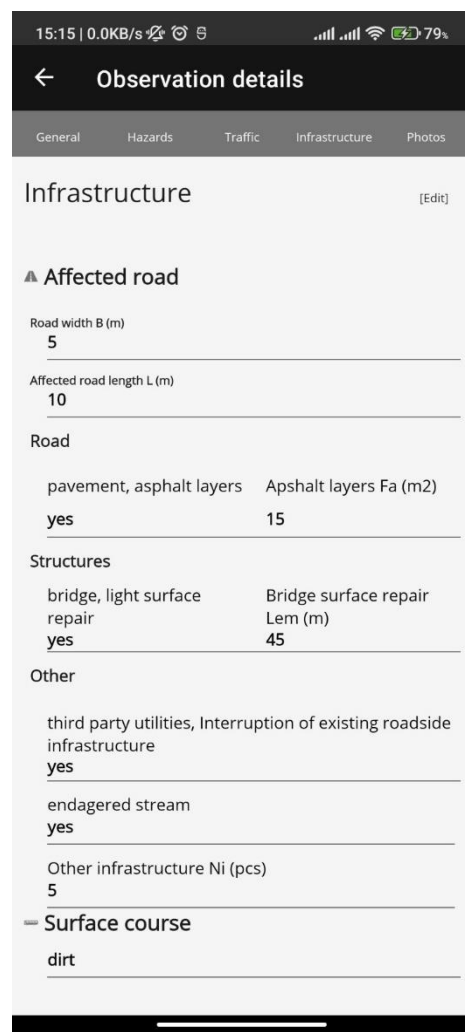 15:15 | 0.0KB/s 79%
Observation details
General Hazards Traffic Infrastructure Photos
Infrastructure [Edit]
Affected road
Road width B (m)
5
Affected road length L (m)
10
Road
pavement, asphalt layers Apshalt layers Fa (m2)
yes 15
Structures
bridge, light surface Bridge surface repair
repair Lem (m)
yes 45
Other
third party utilities, Interruption of existing roadside
infrastructure
yes
endagered stream
yes
Other infrastructure Ni (pcs)
5
Surface course
dirt